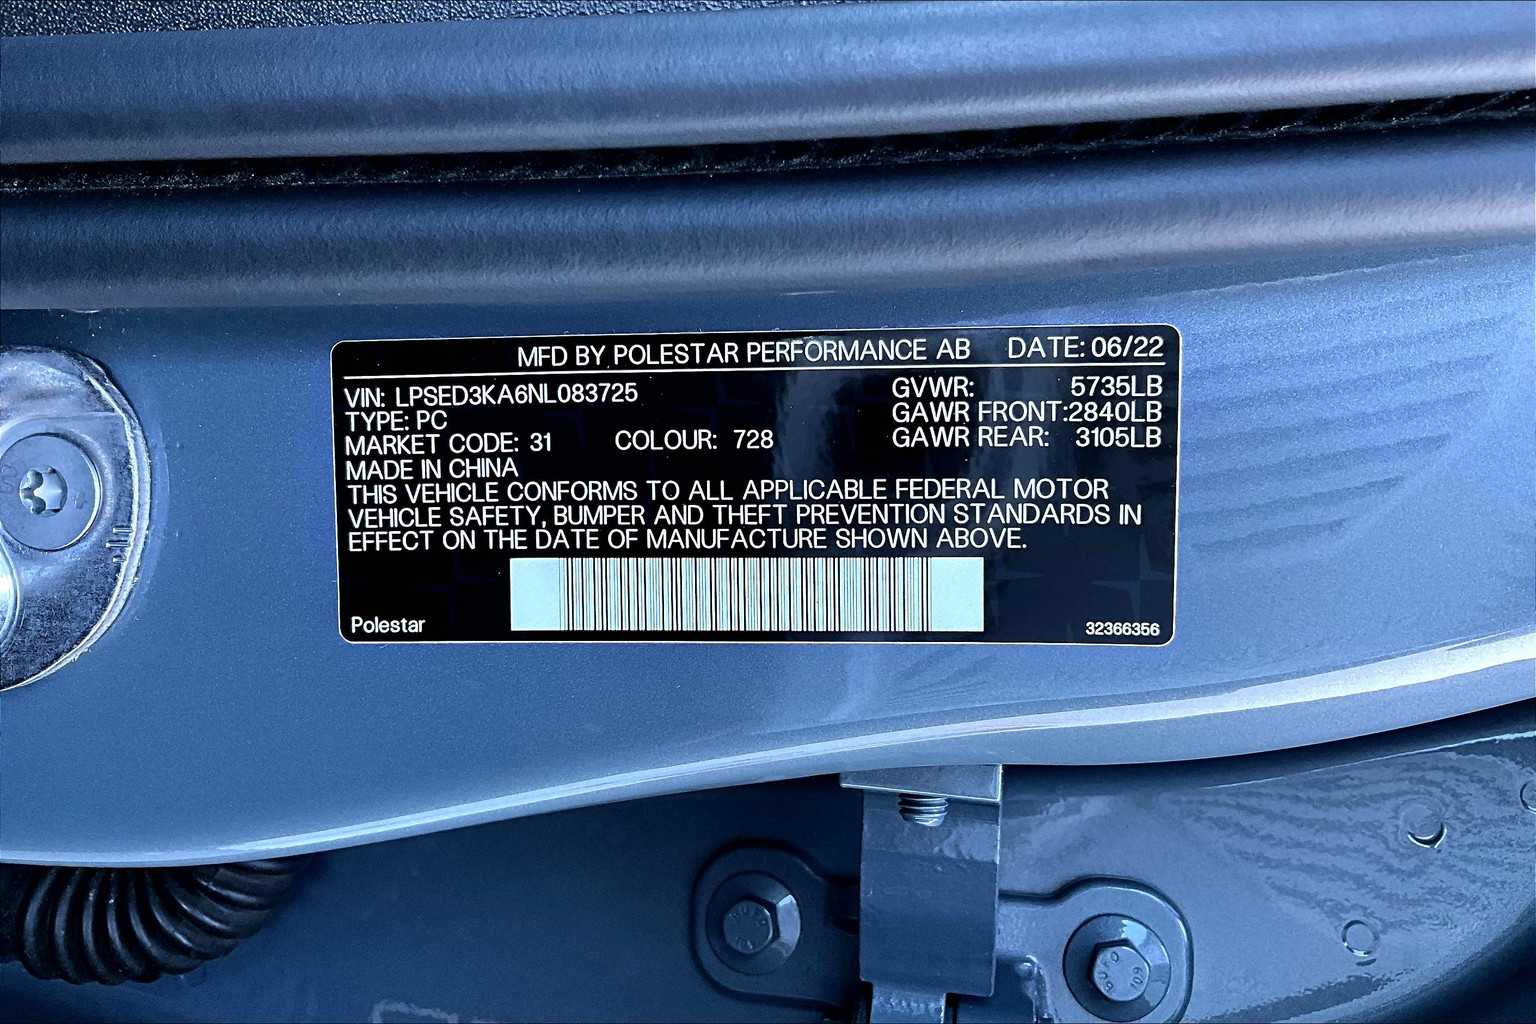 MFD BY POLESTAR PERFORMANCE AB DATE: 06/22
VIN: LPSED3KA6NL083725 GVWR: 5735LB
TYPE: PC GAWR FRONT:2840LB
MARKET CODE: 31 COLOUR: 728 GAWR REAR: 3105LB
MADE IN CHINA
THIS VEHICLE CONFORMS TO ALL APPLICABLE FEDERAL MOTOR
VEHICLE SAFETY, BUMPER AND THEFT PREVENTION STANDARDS IN
EFFECT ON THE DATE OF MANUFACTURE SHOWN ABOVE.
Polestar 32366356